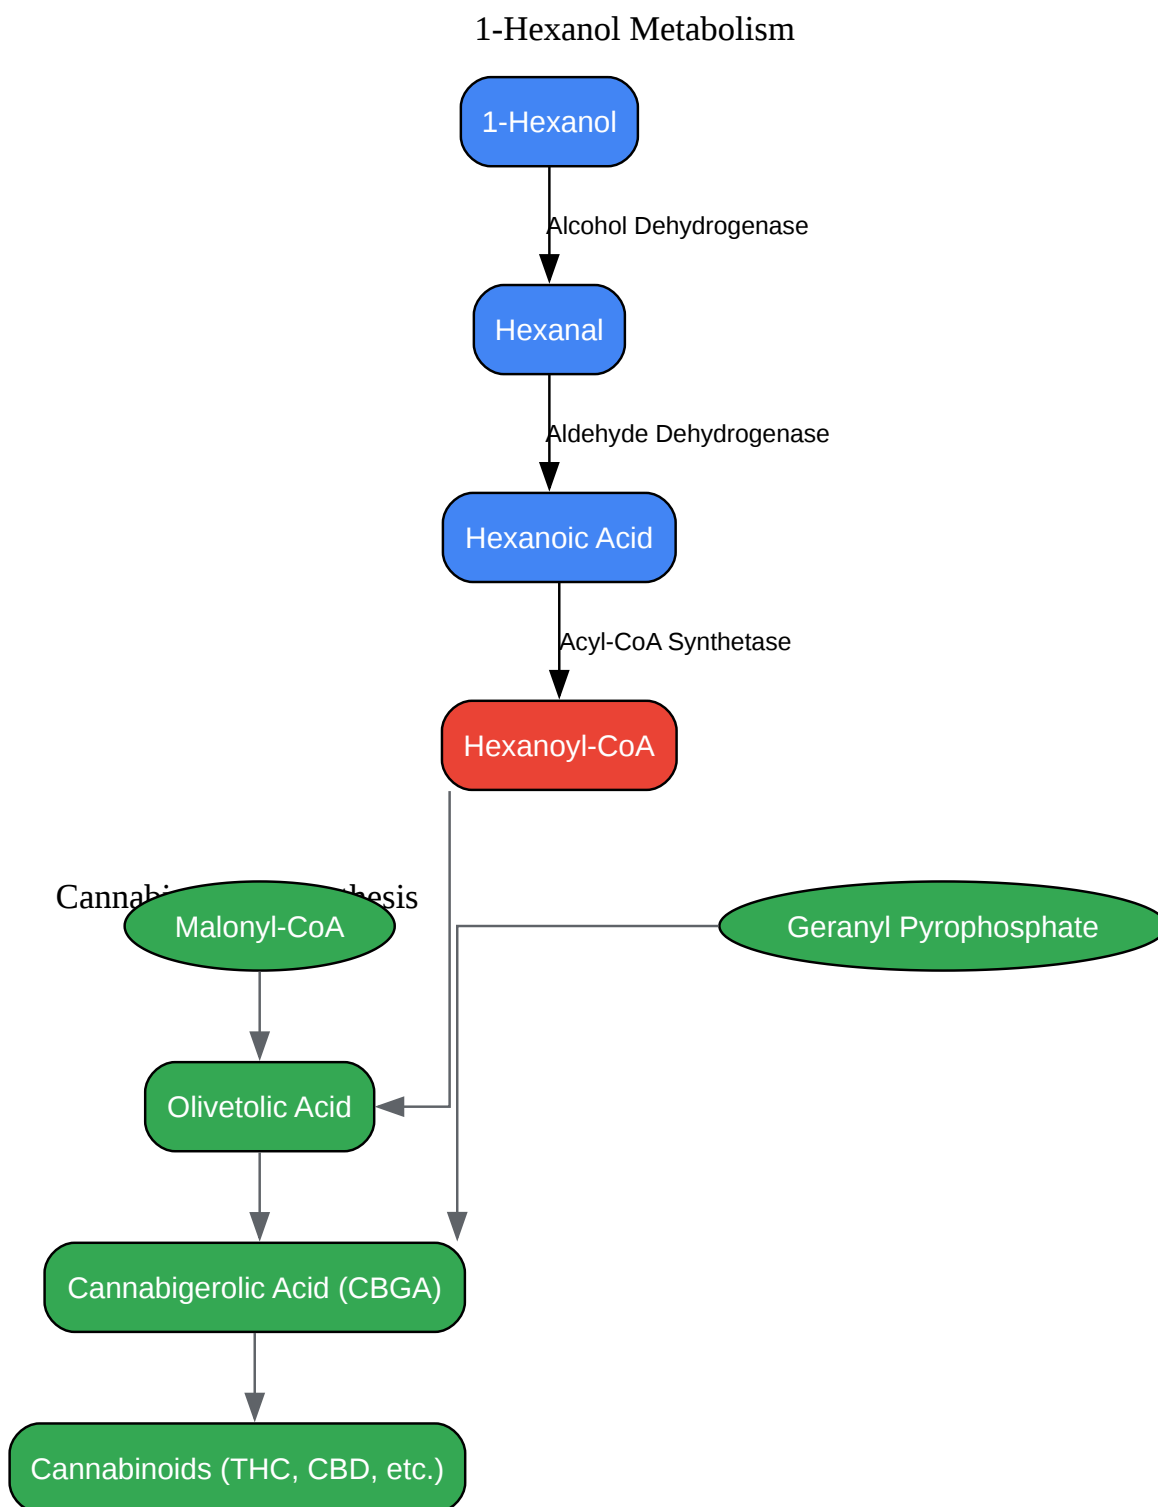 1-Hexanol Metabolism
1-Hexanol
Alcohol Dehydrogenase
Hexanal
Aldehyde Dehydrogenase
Hexanoic Acid
Acyl-CoA Synthetase
Hexanoyl-CoA
Malonyl-CoA
Geranyl Pyrophosphate
Olivetolic Acid
Cannabigerolic Acid (CBGA)
Cannabinoids (THC, CBD, etc.)